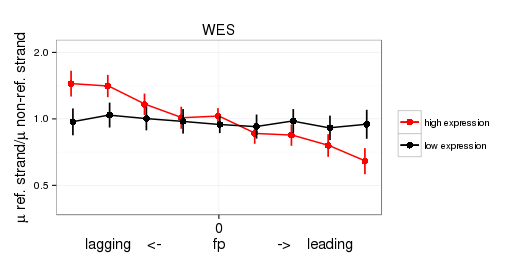 WES
μ ref. strand/μ non-ref. strand
2.0
1.0
0.5
0
lagging <- fp -> leading
high expression
low expression